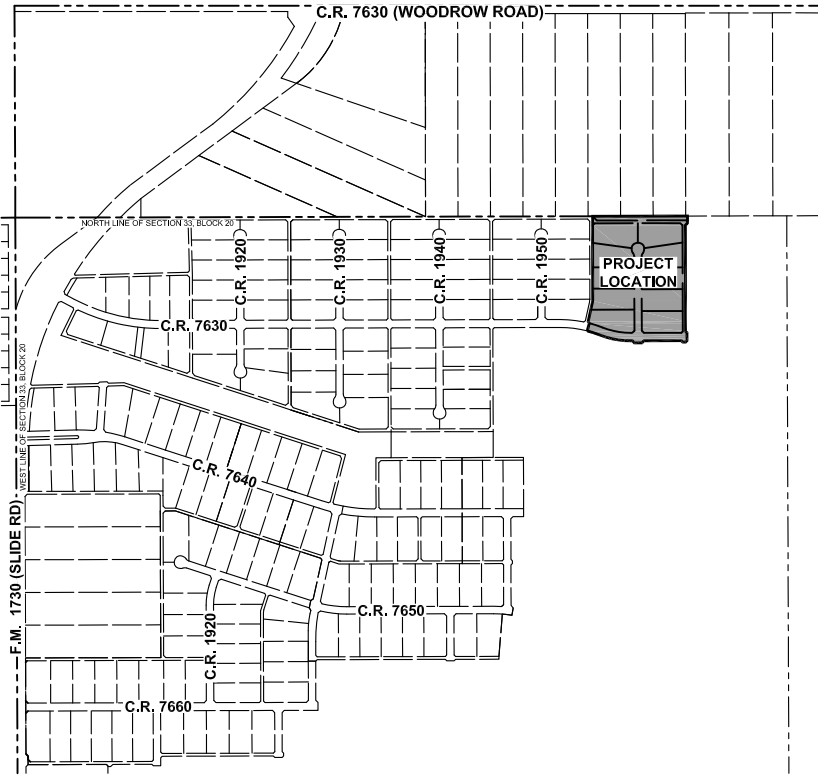 C.R. 7630 (WOODROW ROAD)
NORTH LINE OF SECTION 33, BLOCK 20
C.R. 1920
C.R. 1930
C.R. 1940
C.R. 1950
PROJECT
LOCATION
C.R. 7630
WEST LINE OF SECTION 33, BLOCK 20
F.M. 1730 (SLIDE RD)
C.R. 7640
C.R. 7650
C.R. 1920
C.R. 7660